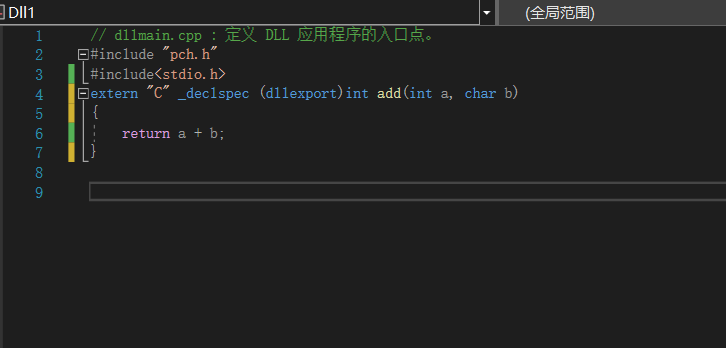 Dll1 (全局范围)
1 // dllmain.cpp : 定义 DLL 应用程序的入口点。
2 #include "pch.h"
3 #include<stdio.h>
4 extern "C" _declspec (dllexport)int add(int a, char b)
5 {
6 return a + b;
7 }
8
9